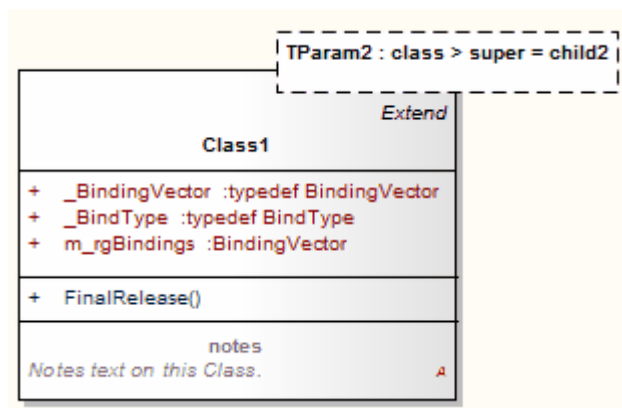 TParam2 : class > super = child2
Extend
Class1
+ _BindingVector :typedef BindingVector
+ _BindType :typedef BindType
+ m_rgBindings :BindingVector
+ FinalRelease()
notes
Notes text on this Class.
A